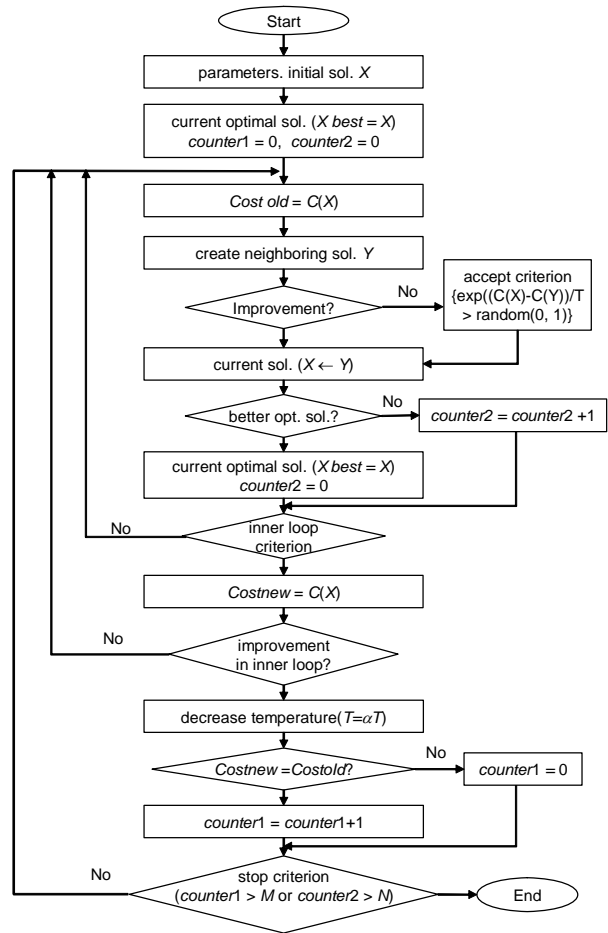 Start
parameters. initial sol. X
current optimal sol. (X best = X)
counter1 = 0, counter2 = 0
Cost old = C(X)
create neighboring sol. Y
Improvement?
No
accept criterion
{exp((C(X)-C(Y))/T
> random(0, 1)}
current sol. (X ← Y)
better opt. sol.?
No
counter2 = counter2 +1
current optimal sol. (X best = X)
counter2 = 0
No
inner loop
criterion
Costnew = C(X)
No
improvement
in inner loop?
decrease temperature(T=αT)
Costnew =Costold?
No
counter1 = 0
counter1 = counter1+1
No
stop criterion
(counter1 > M or counter2 > N)
End